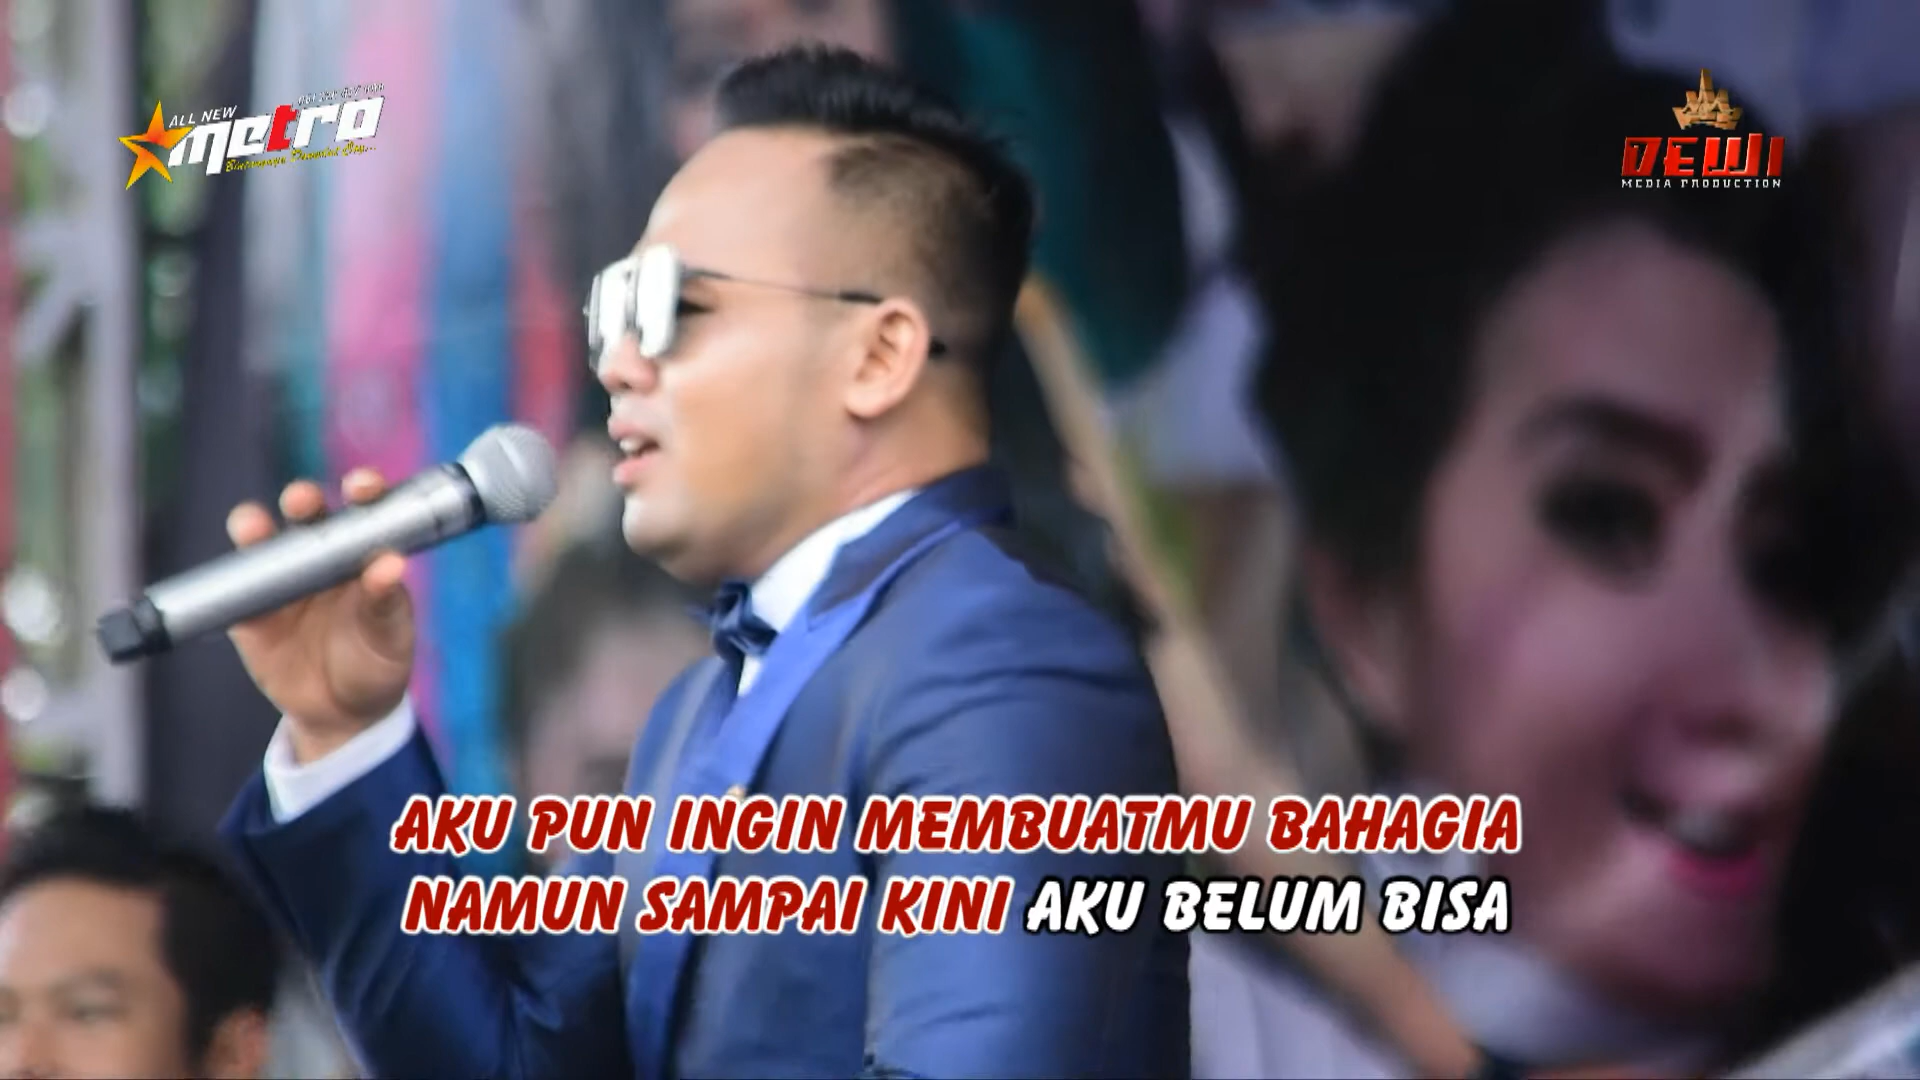 ALL NEW
metro
DEWI
MEDIA PRODUCTION
AKU PUN INGIN MEMBUATMU BAHAGIA
NAMUN SAMPAI KINI AKU BELUM BISA